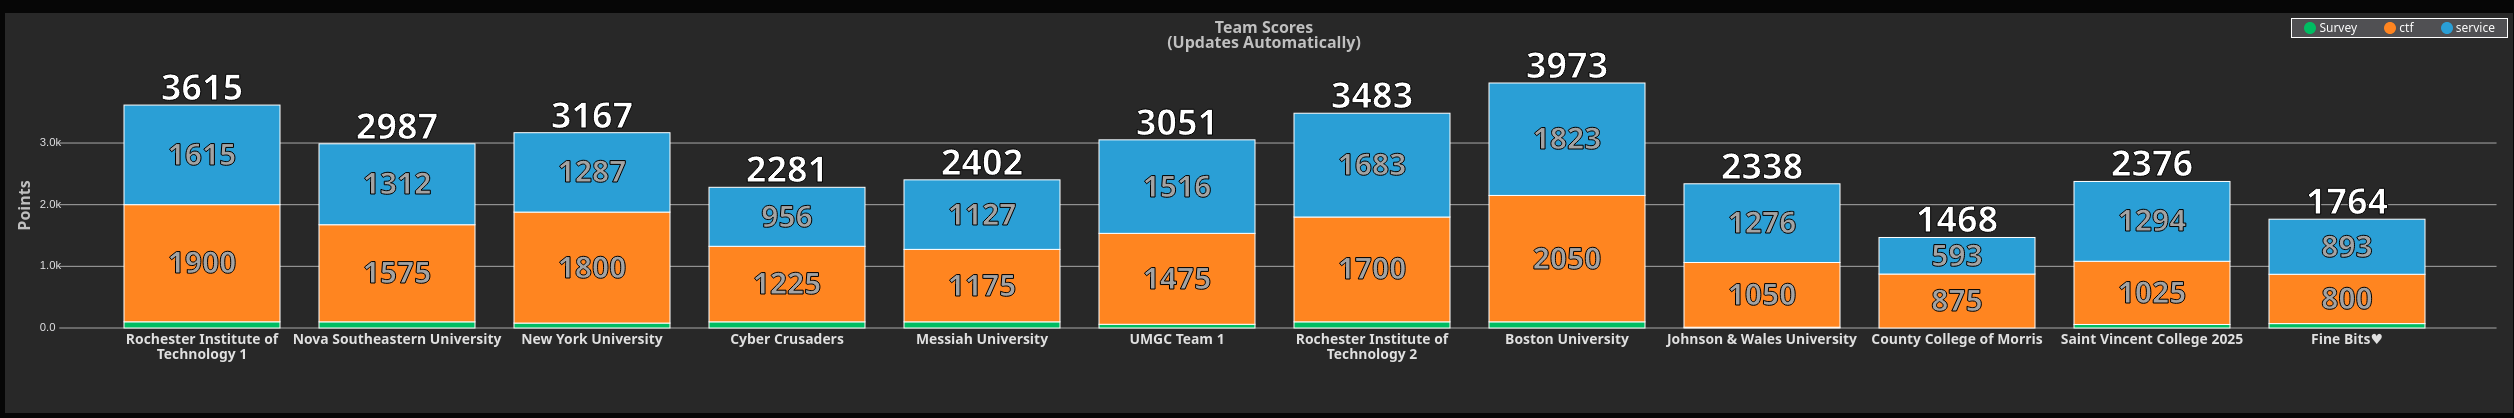 Team Scores
(Updates Automatically)
Survey ctf service
Points
3.0k
2.0k
1.0k
0.0
3615
1615
1900
Rochester Institute of
Technology 1
2987
1312
1575
Nova Southeastern University
3167
1287
1800
New York University
2281
956
1225
Cyber Crusaders
2402
1127
1175
Messiah University
3051
1516
1475
UMGC Team 1
3483
1683
1700
Rochester Institute of
Technology 2
3973
1823
2050
Boston University
2338
1276
1050
Johnson & Wales University
1468
593
875
County College of Morris
2376
1294
1025
Saint Vincent College 2025
1764
893
800
Fine Bits♥